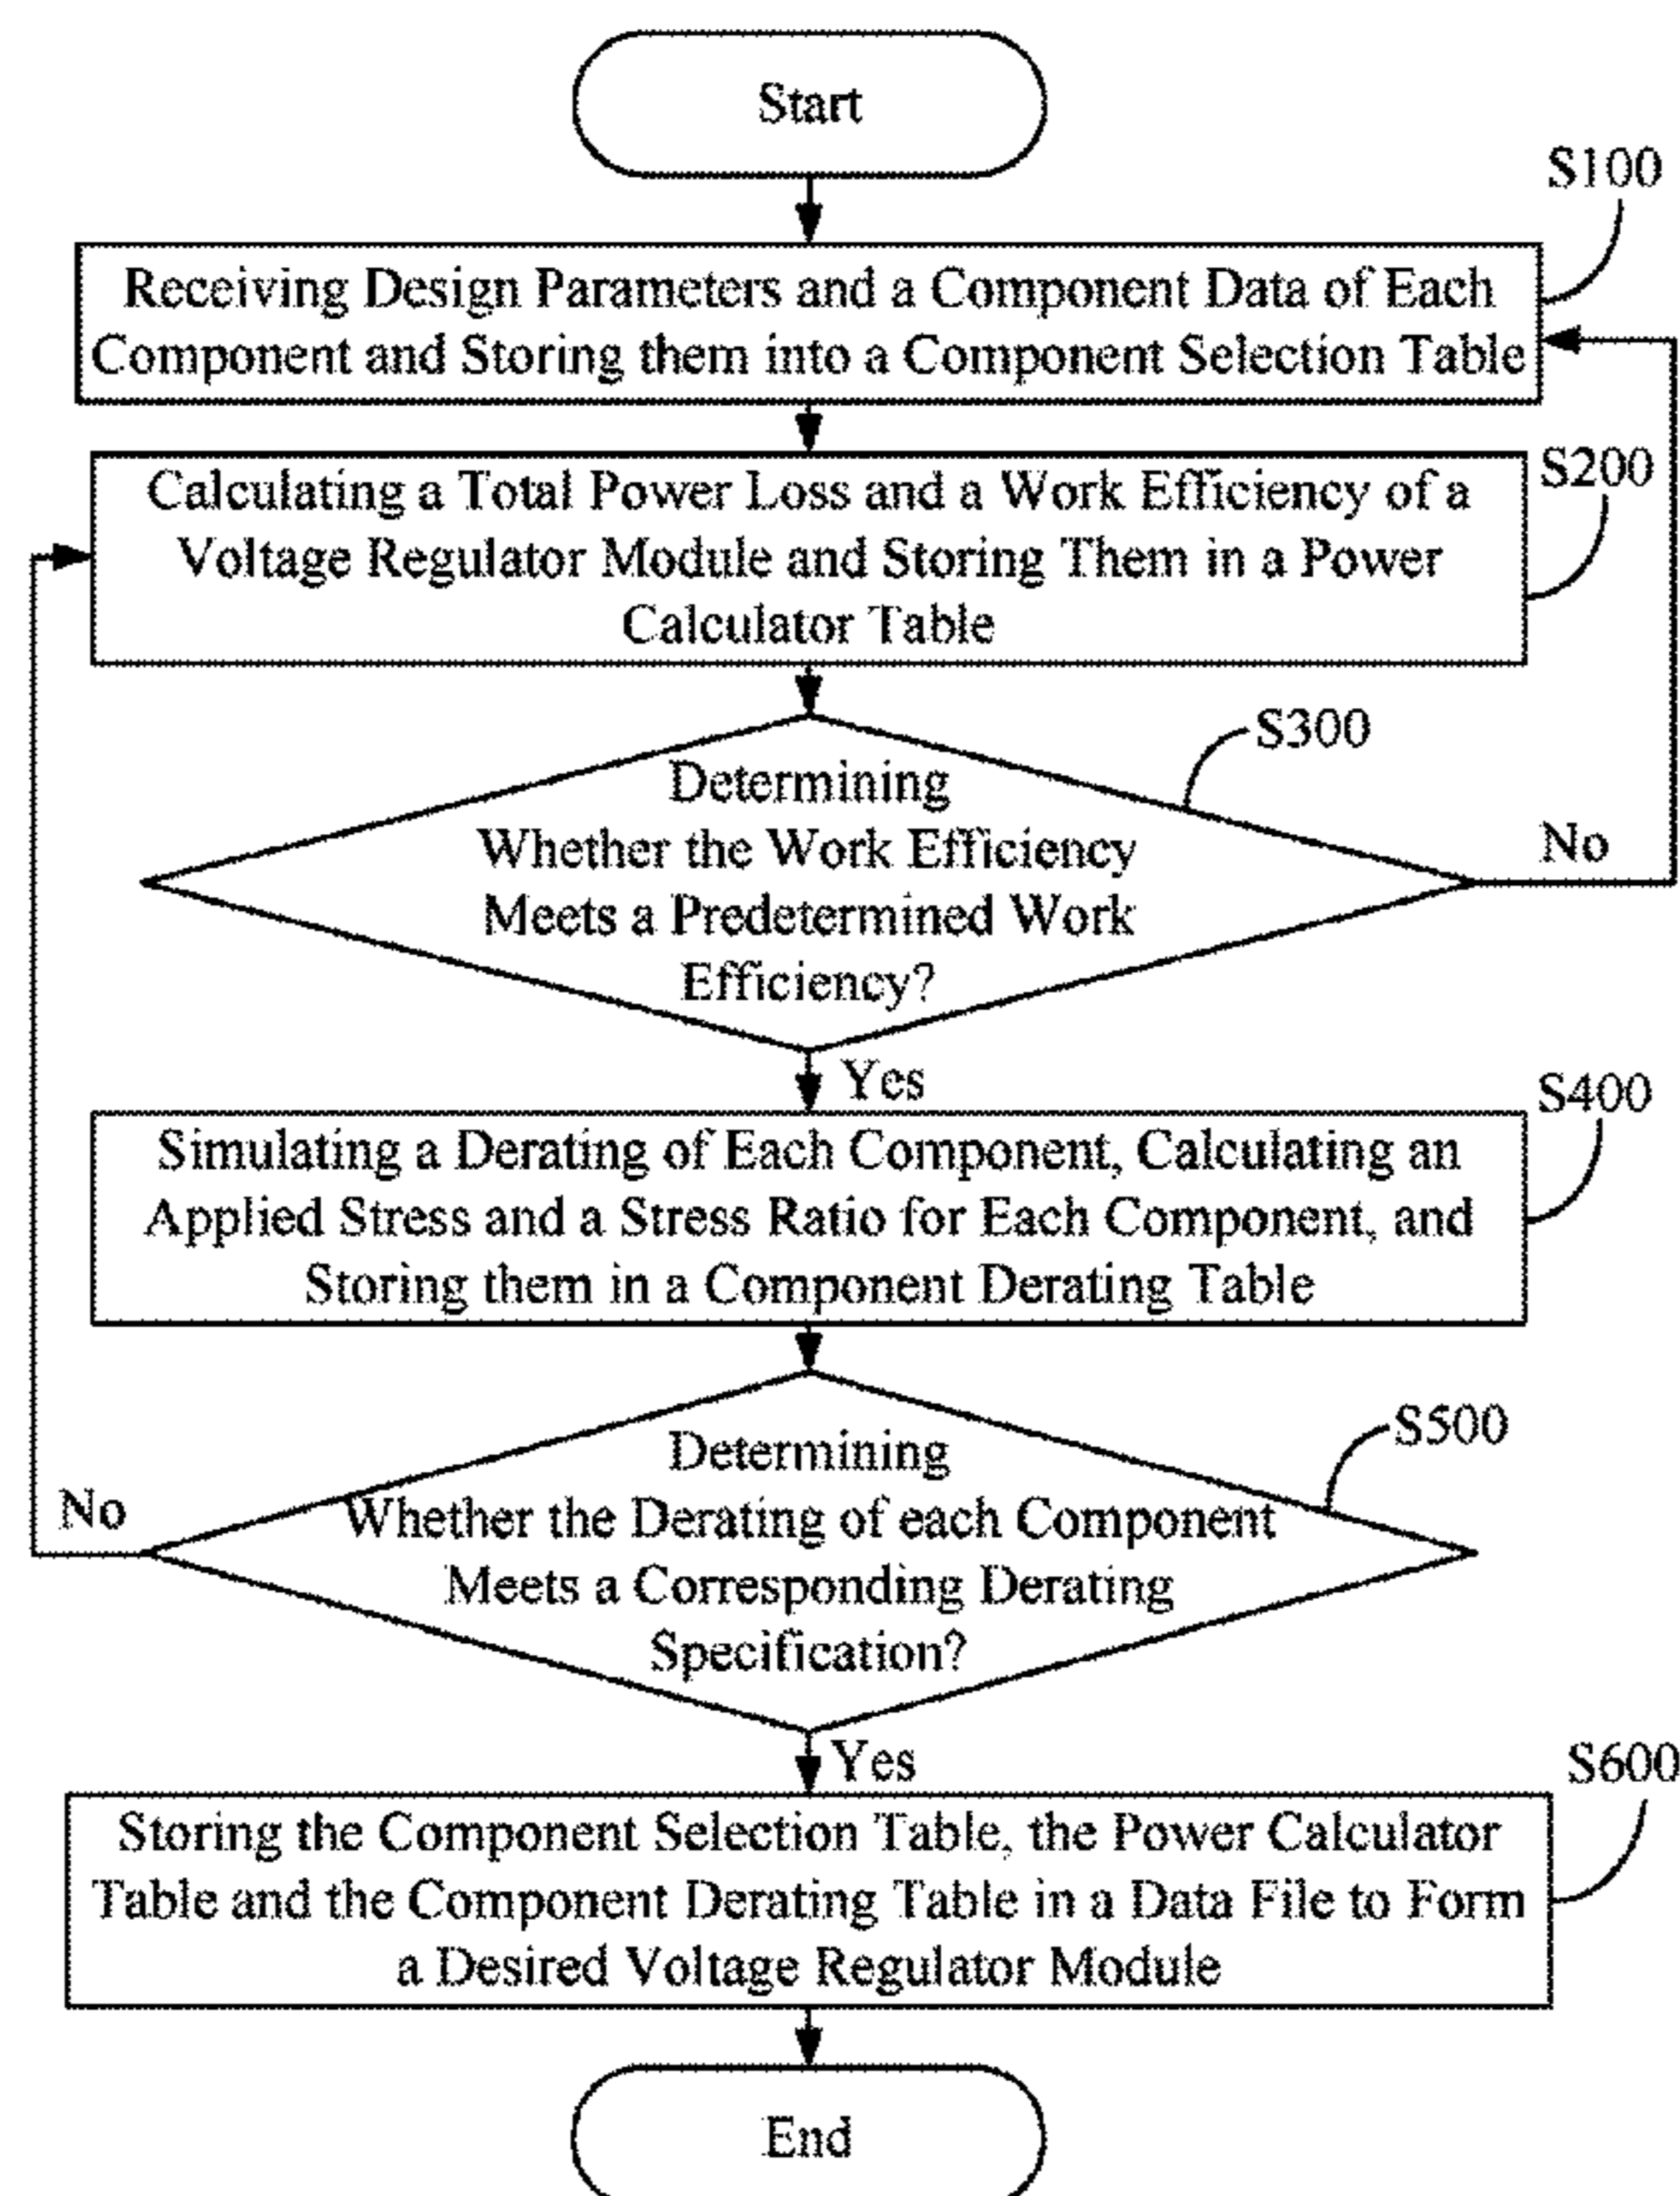 Start
S100
Receiving Design Parameters and a Component Data of Each
Component and Storing them into a Component Selection Table
S200
Calculating a Total Power Loss and a Work Efficiency of a
Voltage Regulator Module and Storing Them in a Power
Calculator Table
S300
Determining
Whether the Work Efficiency
Meets a Predetermined Work
Efficiency?
No
Yes
S400
Simulating a Derating of Each Component, Calculating an
Applied Stress and a Stress Ratio for Each Component, and
Storing them in a Component Derating Table
S500
Determining
Whether the Derating of each Component
Meets a Corresponding Derating
Specification?
No
Yes
S600
Storing the Component Selection Table, the Power Calculator
Table and the Component Derating Table in a Data File to Form
a Desired Voltage Regulator Module
End